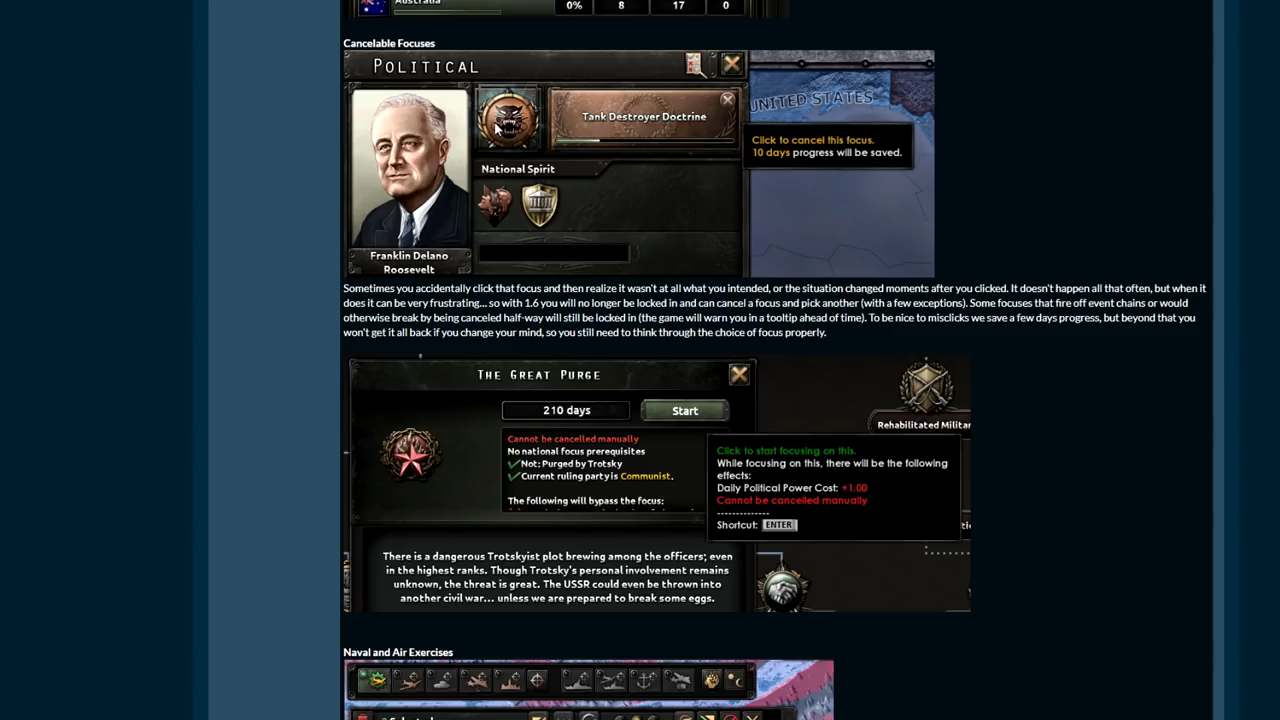 Australia
0% 8 17 0
Cancelable Focuses
POLITICAL
UNITED STATES
Tank Destroyer Doctrine
Click to cancel this focus.
10 days progress will be saved.
National Spirit
Franklin Delano
Roosevelt
Sometimes you accidentally click that focus and then realize it wasn't at all what you intended, or the situation changed moments after you clicked. It doesn't happen all that often, but when it
does it can be very frustrating... so with 1.6 you will no longer be locked in and can cancel a focus and pick another (with a few exceptions). Some focuses that fire off event chains or would
otherwise break by being canceled half-way will still be locked in (the game will warn you in a tooltip ahead of time). To be nice to misclicks we save a few days progress, but beyond that you
won't get it all back if you change your mind, so you still need to think through the choice of focus properly.
THE GREAT PURGE
210 days Start
Rehabilitated Militar
Cannot be cancelled manually
No national focus prerequisites
Not: Purged by Trotsky
Current ruling party is Communist.
The following will bypass the focus:
Click to start focusing on this.
While focusing on this, there will be the following
effects:
Daily Political Power Cost: +1.00
Cannot be cancelled manually
--------------
Shortcut: ENTER
There is a dangerous Trotskyist plot brewing among the officers; even
in the highest ranks. Though Trotsky's personal involvement remains
unknown, the threat is great. The USSR could even be thrown into
another civil war... unless we are prepared to break some eggs.
Naval and Air Exercises